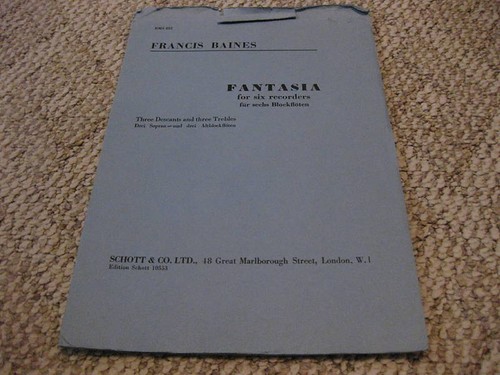 FRANCIS BAINES
FANTASIA
for six recorders
für sechs Blockflöten
Three Descants and three Trebles
Drei Sopran- und drei Altblockflöten
SCHOTT & CO. LTD., 48 Great Marlborough Street, London, W.1
Edition Schott 10553